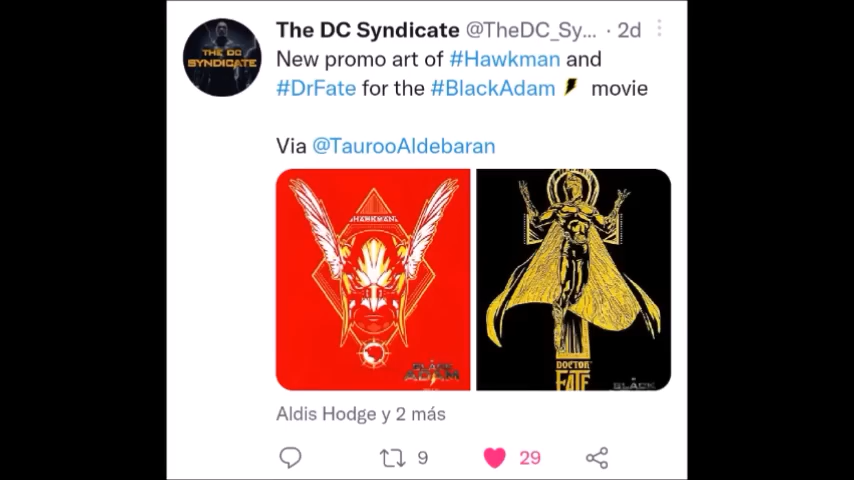 The DC Syndicate @TheDC_Sy... · 2d
THE DC
SYNDICATE
New promo art of #Hawkman and
#DrFate for the #BlackAdam movie
Via @TaurooAldebaran
HAWKMAN
BLACK
ADAM
DOCTOR
FATE
BLACK
Aldis Hodge y 2 más
9
29